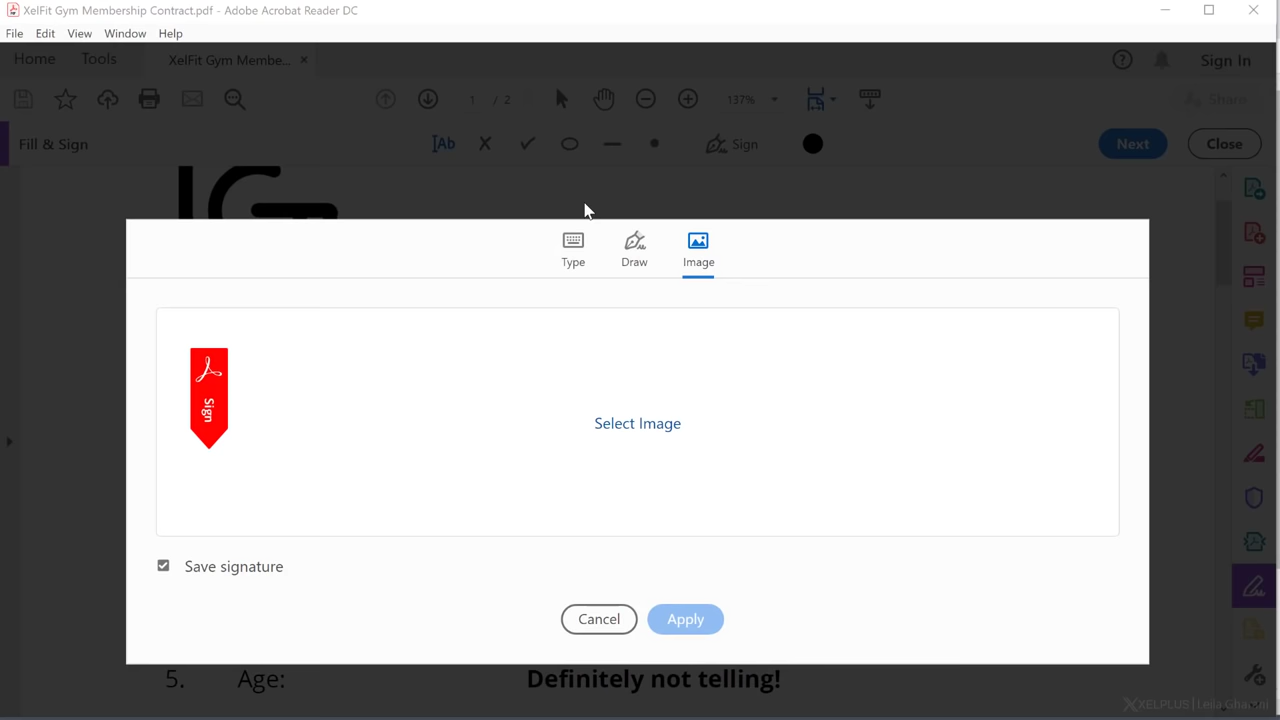 XelFit Gym Membership Contract.pdf - Adobe Acrobat Reader DC
File Edit View Window Help
Home Tools XelFit Gym Membe... × Sign In
1 / 2 137% Share
Fill & Sign Ab Sign Next Close
Type Draw Image
Sign
Select Image
Save signature
Cancel Apply
5. Age: Definitely not telling!
XELPLUS | Leila Gharani